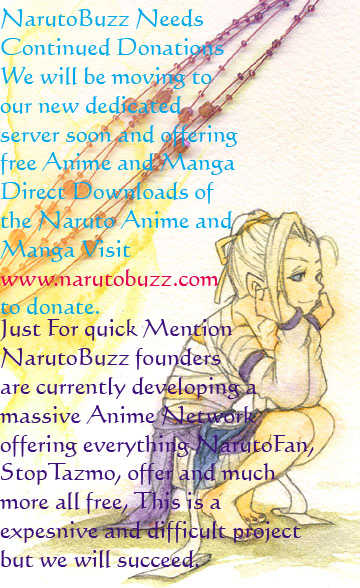 NarutoBuzz Needs
Continued Donations
We will be moving to
our new dedicated
server soon and offering
free Anime and Manga
Direct Downloads of
the Naruto Anime and
Manga Visit
www.narutobuzz.com
to donate.
Just For quick Mention
NarutoBuzz founders
are currently developing a
massive Anime Network
offering everything NarutoFan,
StopTazmo, offer and much
more all free, This is a
expesnive and difficult project
but we will succeed.